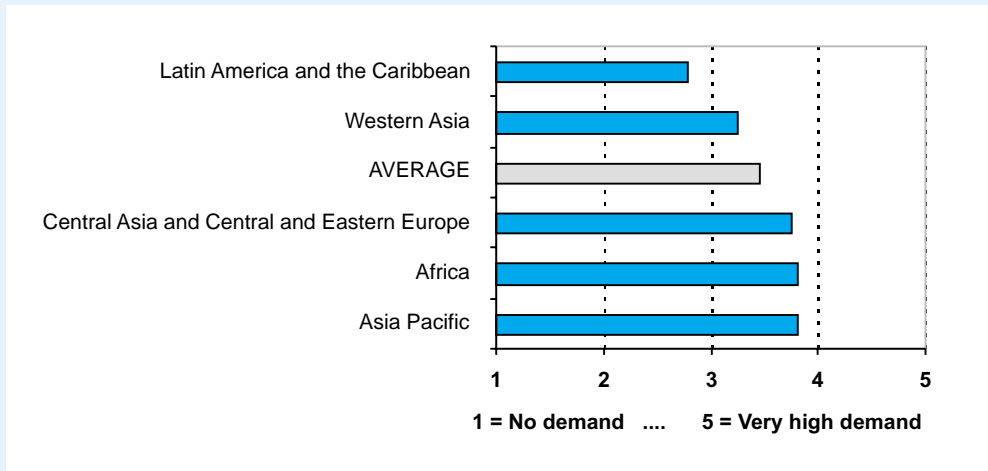 Latin America and the Caribbean
Western Asia
AVERAGE
Central Asia and Central and Eastern Europe
Africa
Asia Pacific
1 2 3 4 5
1 = No demand .... 5 = Very high demand